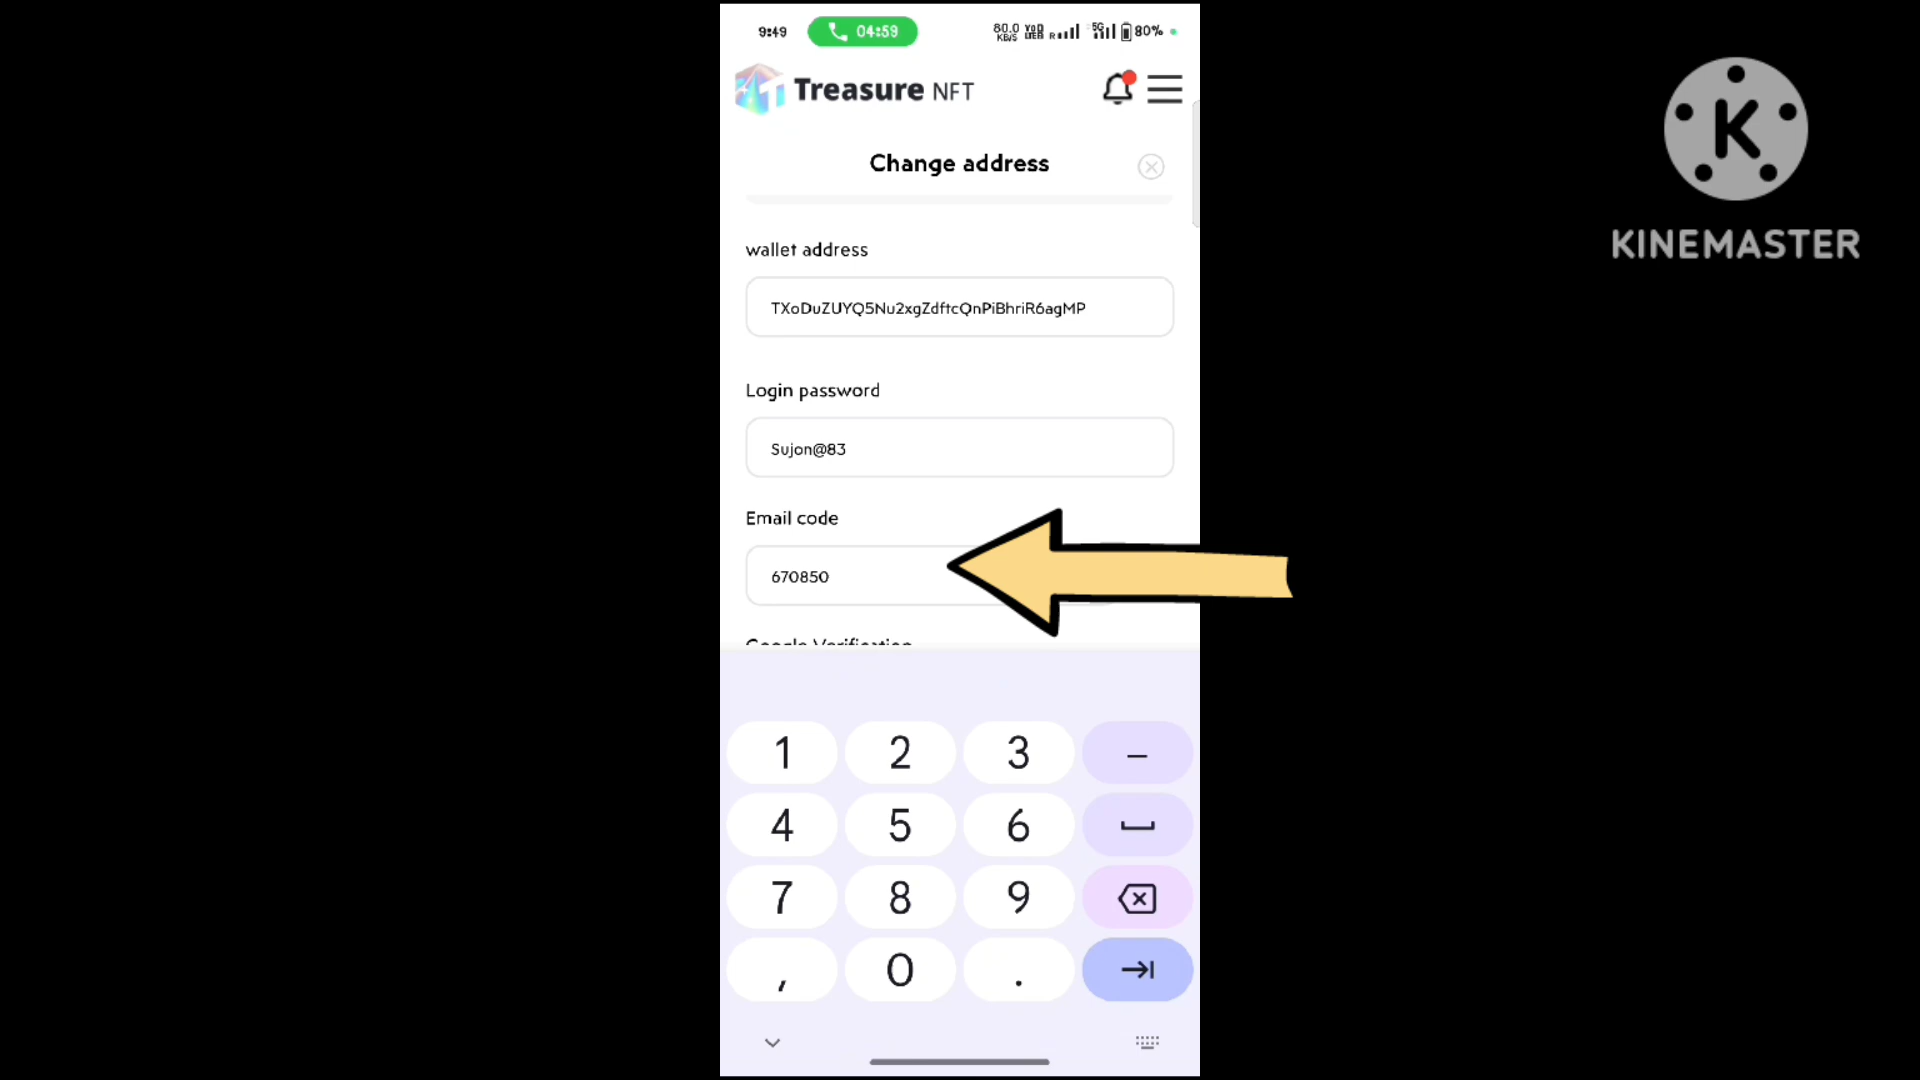 9:49 04:59 80.0 KB/S 5G 80%
Treasure NFT
Change address
wallet address
TXoDuZUYQ5Nu2xgZdftcQnPiBhriR6agMP
Login password
Sujon@83
Email code
670850
Google Verification
1 2 3 –
4 5 6
7 8 9
, 0 .
K
KINEMASTER